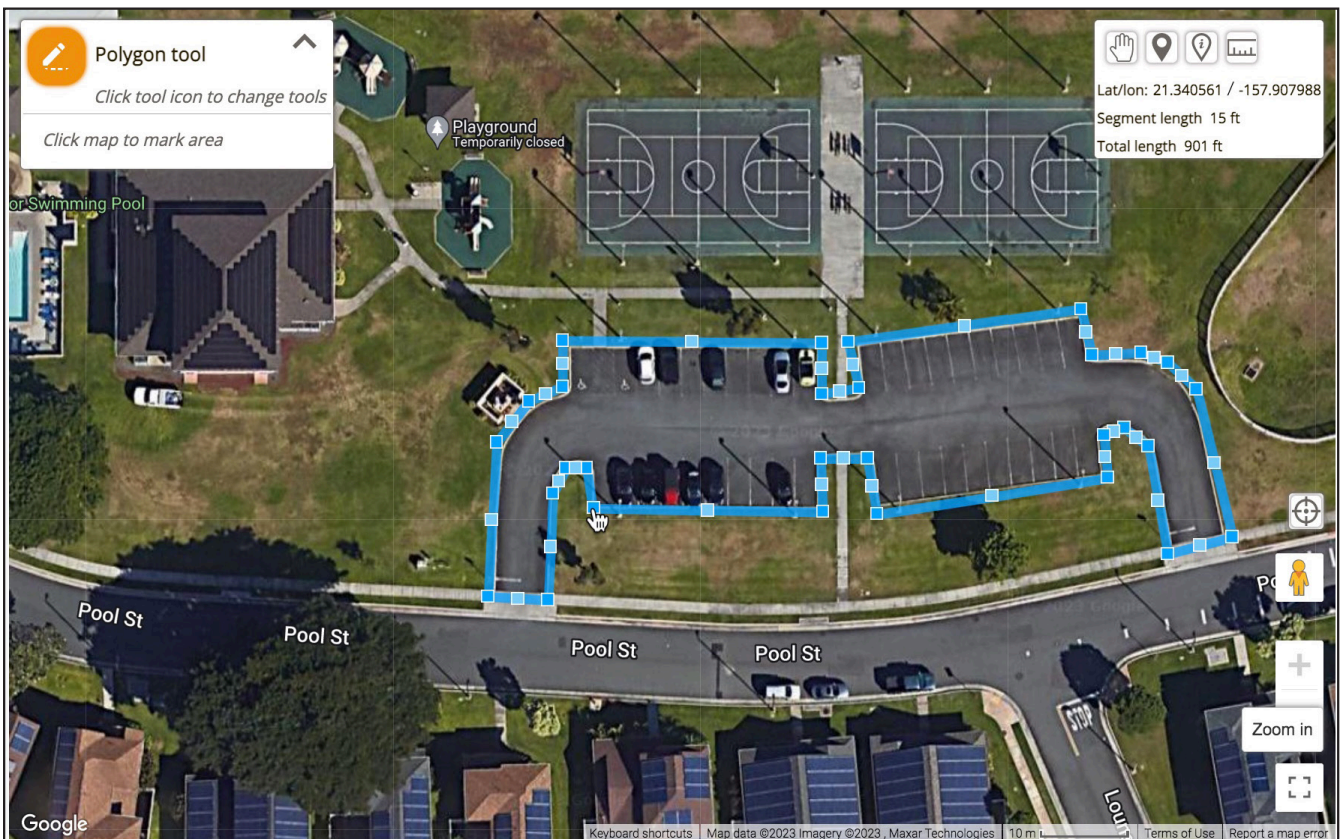 Polygon tool
Click tool icon to change tools
Click map to mark area
Lat/lon: 21.340561 / -157.907988
Segment length 15 ft
Total length 901 ft
Playground
Temporarily closed
or Swimming Pool
Pool St
Pool St
Pool St
Pool St
Po
STOP
Zoom in
Google
Keyboard shortcuts
Map data ©2023 Imagery ©2023 , Maxar Technologies
10 m
Terms of Use
Report a map error